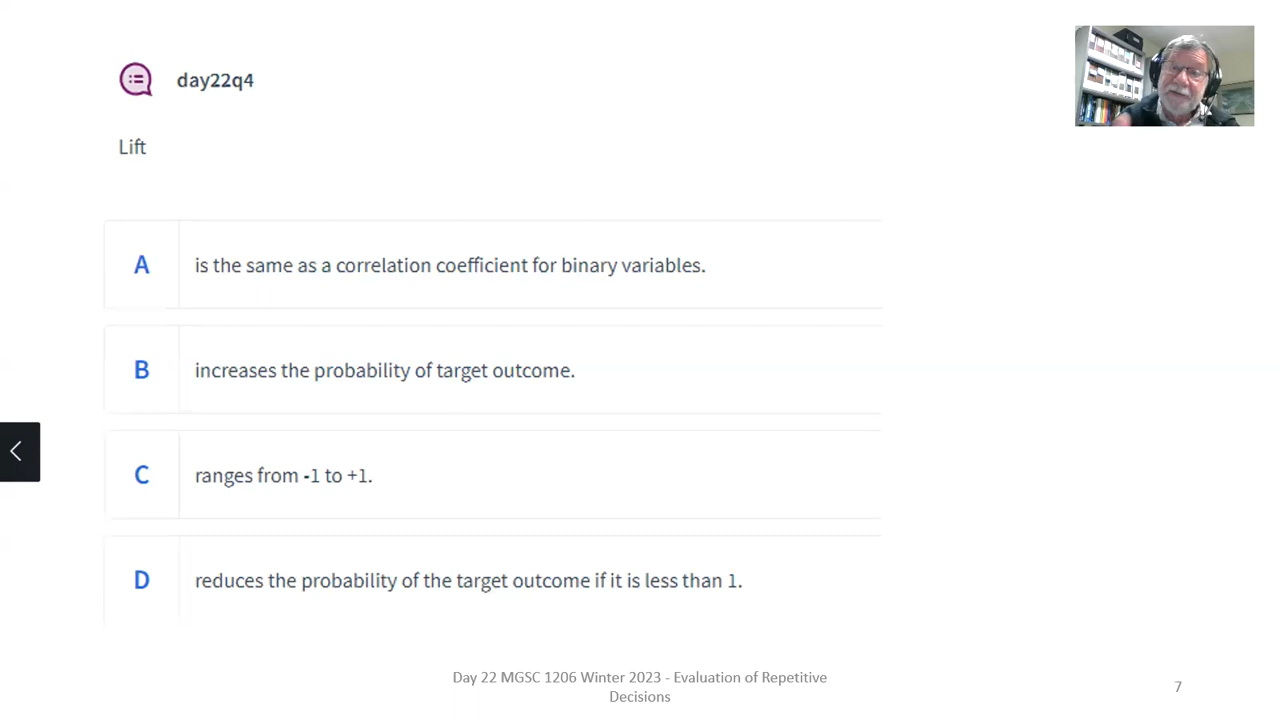 day22q4
Lift
A
is the same as a correlation coefficient for binary variables.
B
increases the probability of target outcome.
C
ranges from -1 to +1.
D
reduces the probability of the target outcome if it is less than 1.
Day 22 MGSC 1206 Winter 2023 - Evaluation of Repetitive
Decisions
7